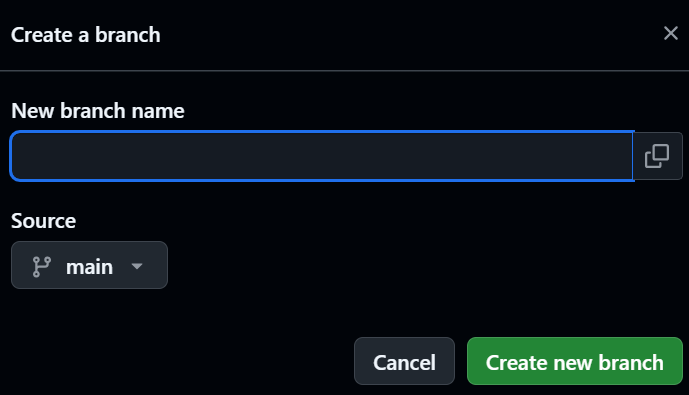 Create a branch
New branch name
Source
main
Cancel
Create new branch